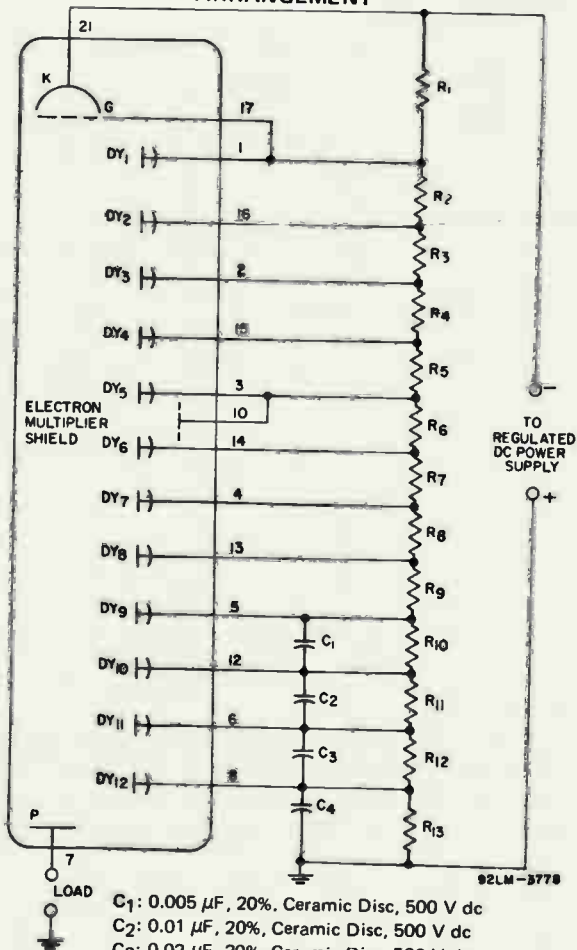 ARRANGEMENT
21
K
G
17
DY1
1
R1
R2
DY2
16
R3
DY3
2
R4
DY4
15
R5
DY5
3
10
ELECTRON
MULTIPLIER
SHIELD
R6
DY6
14
R7
DY7
4
R8
DY8
13
R9
DY9
5
C1
R10
DY10
12
C2
R11
DY11
6
C3
R12
DY12
8
C4
R13
−
TO
REGULATED
DC POWER
SUPPLY
+
P
7
LOAD
92LM-3778
C1: 0.005 µF, 20%, Ceramic Disc, 500 V dc
C2: 0.01 µF, 20%, Ceramic Disc, 500 V dc